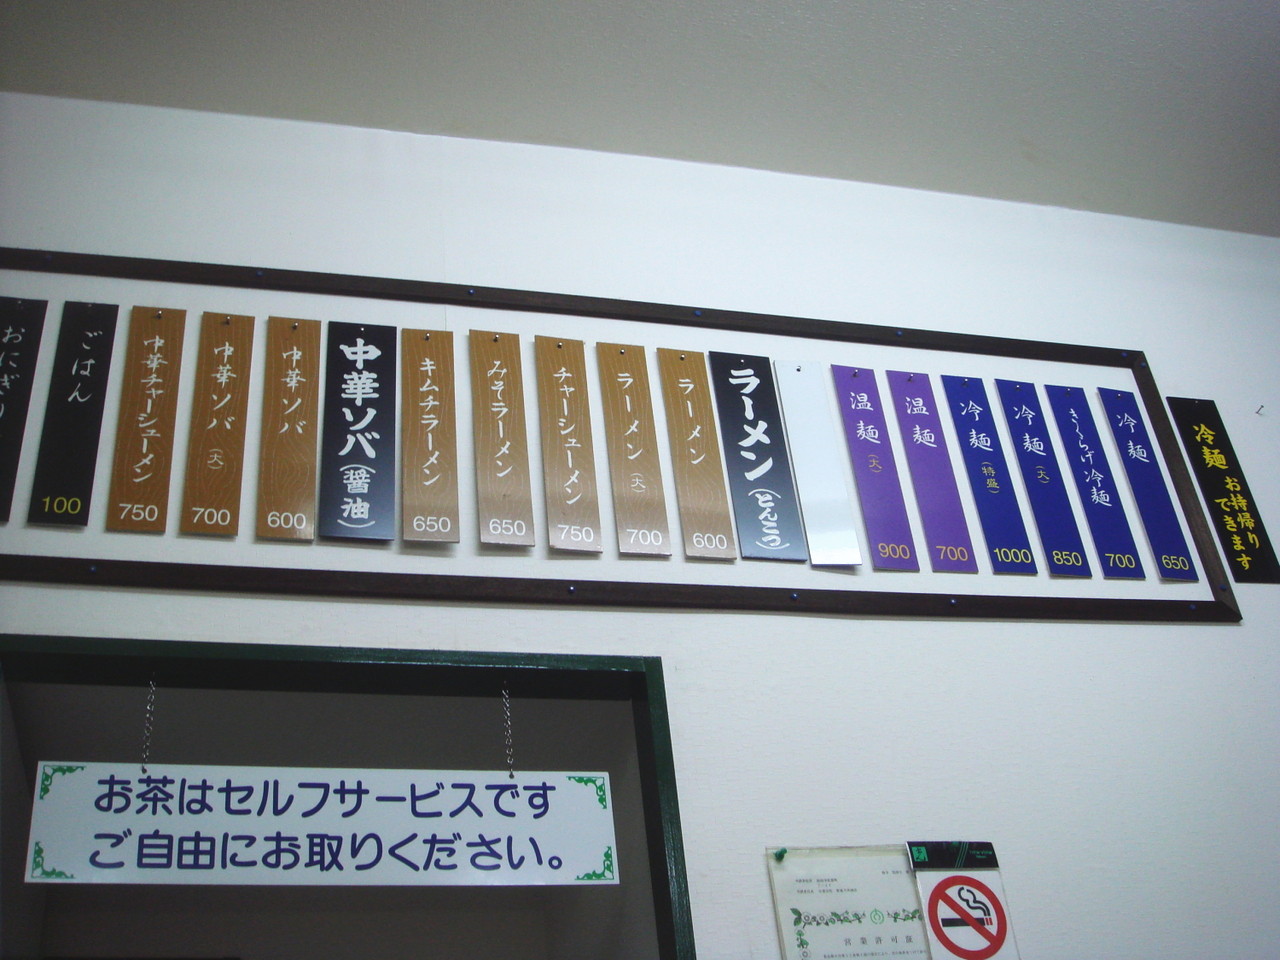 冷麺 お持帰りできます
冷麺 650
きくらげ冷麺 700
冷麺 (大) 850
冷麺 (特盛) 1000
温麺 700
温麺 (大) 900
ラーメン (とんこつ)
ラーメン 600
ラーメン (大) 700
チャーシューメン 750
みそラーメン 650
キムチラーメン 650
中華ソバ (醤油)
中華ソバ 600
中華ソバ (大) 700
中華チャーシューメン 750
ごはん 100
おにぎり
お茶はセルフサービスです
ご自由にお取りください。
営業許可証